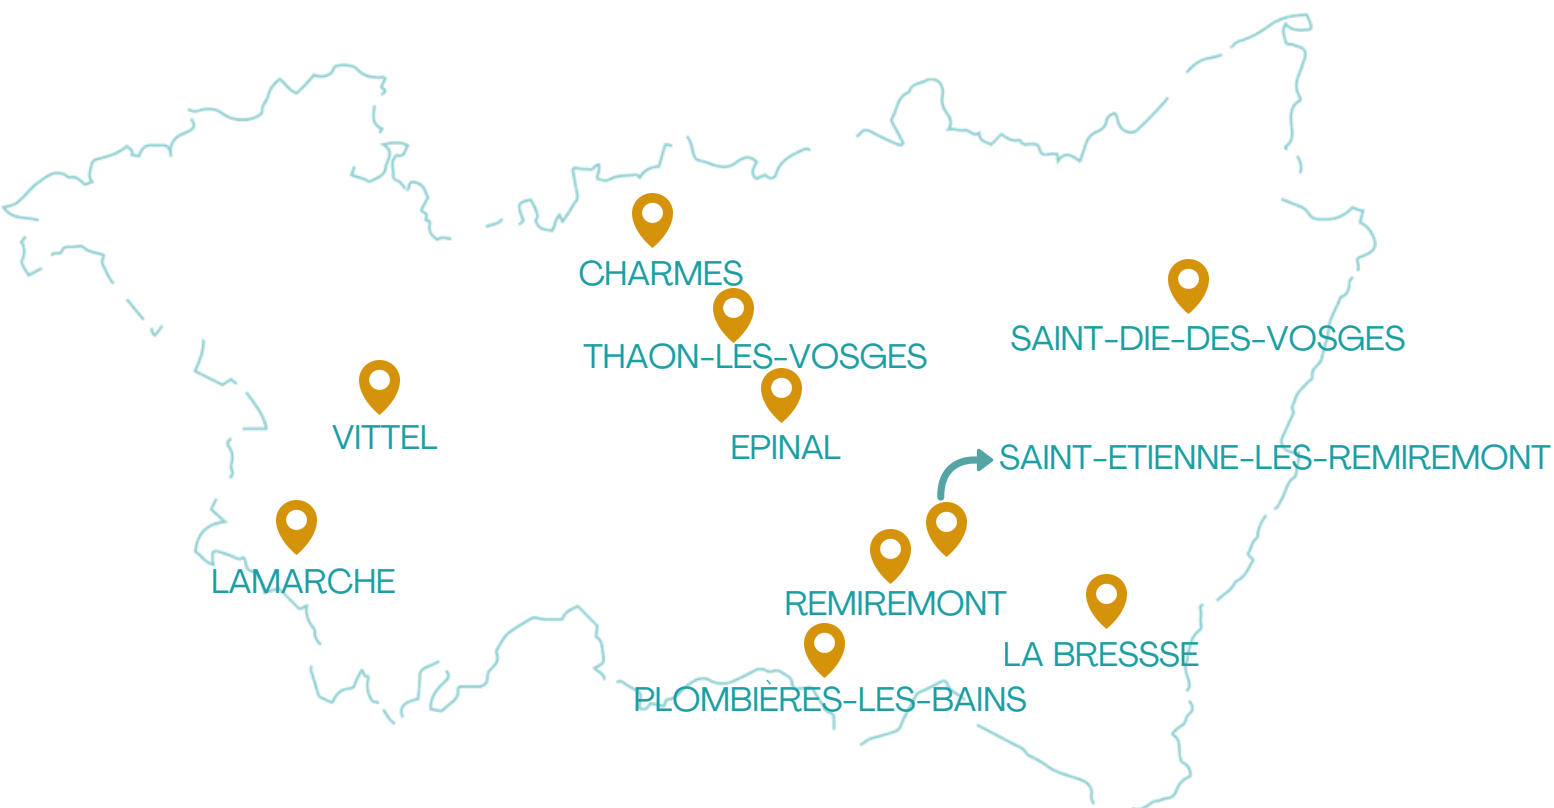 CHARMES
SAINT-DIE-DES-VOSGES
THAON-LES-VOSGES
VITTEL
EPINAL
SAINT-ETIENNE-LES-REMIREMONT
LAMARCHE
REMIREMONT
LA BRESSSE
PLOMBIÈRES-LES-BAINS